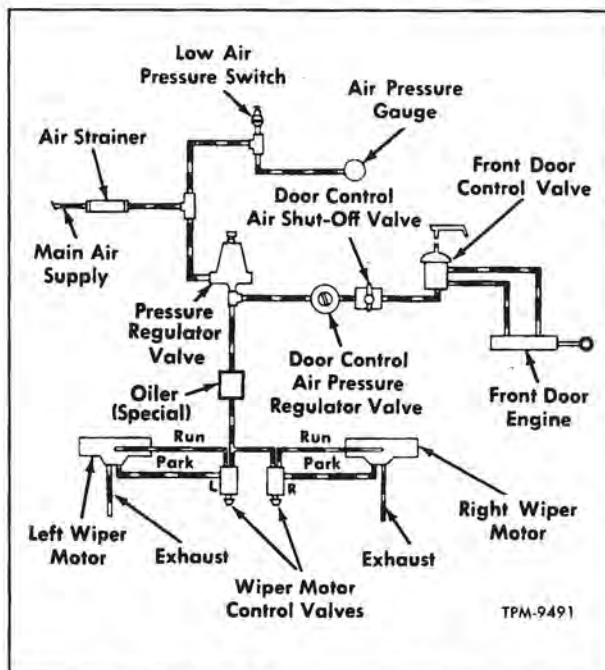 Low Air
Pressure Switch
Air Pressure
Gauge
Air Strainer
Front Door
Control Valve
Door Control
Air Shut-Off Valve
Main Air
Supply
Pressure
Regulator
Valve
Door Control
Air Pressure
Regulator Valve
Front Door
Engine
Oiler
(Special)
Run
Run
Park
Park
L
R
Left Wiper
Motor
Exhaust
Wiper Motor
Control Valves
Exhaust
Right Wiper
Motor
TPM-9491